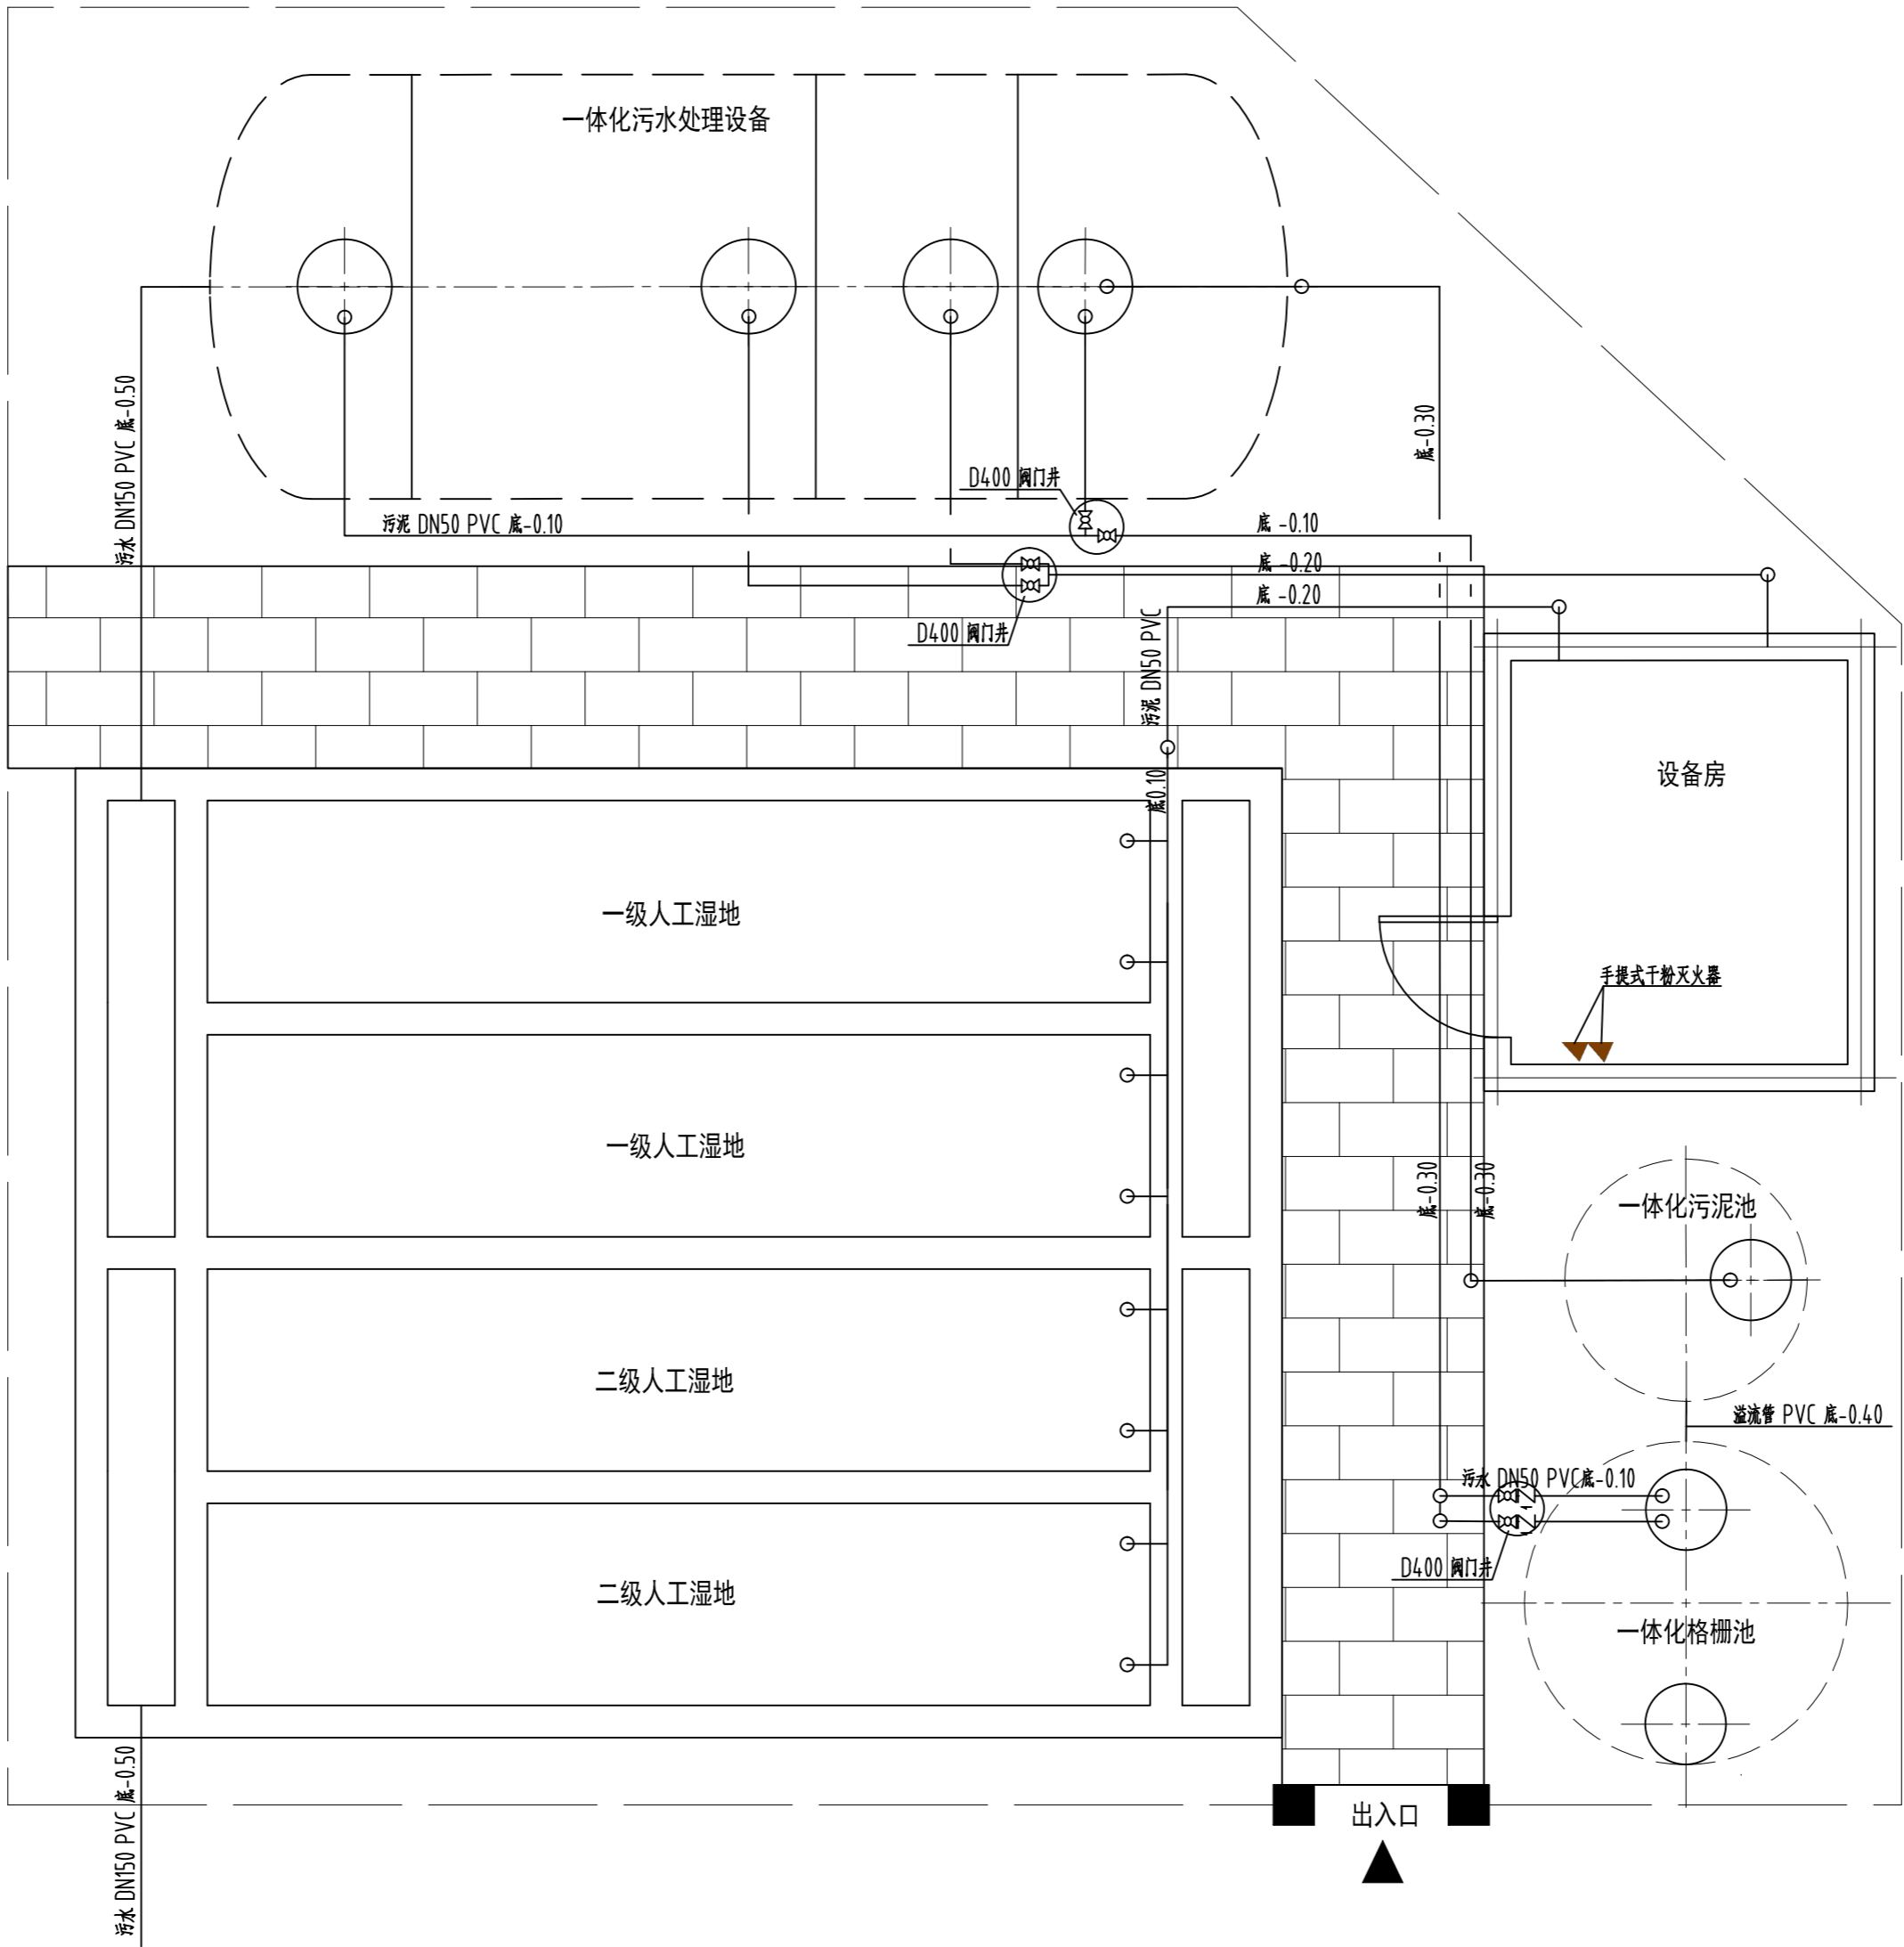 一体化污水处理设备
污水 DN150 PVC 底-0.50
底-0.30
D400 阀门井
污泥 DN50 PVC 底-0.10
底 -0.10
底 -0.20
底 -0.20
D400 阀门井
污泥 DN50 PVC
底0.10
设备房
一级人工湿地
手提式干粉灭火器
一级人工湿地
底-0.30
底-0.30
一体化污泥池
二级人工湿地
溢流管 PVC 底-0.40
污水 DN50 PVC底-0.10
D400 阀门井
二级人工湿地
一体化格栅池
污水 DN150 PVC 底-0.50
出入口